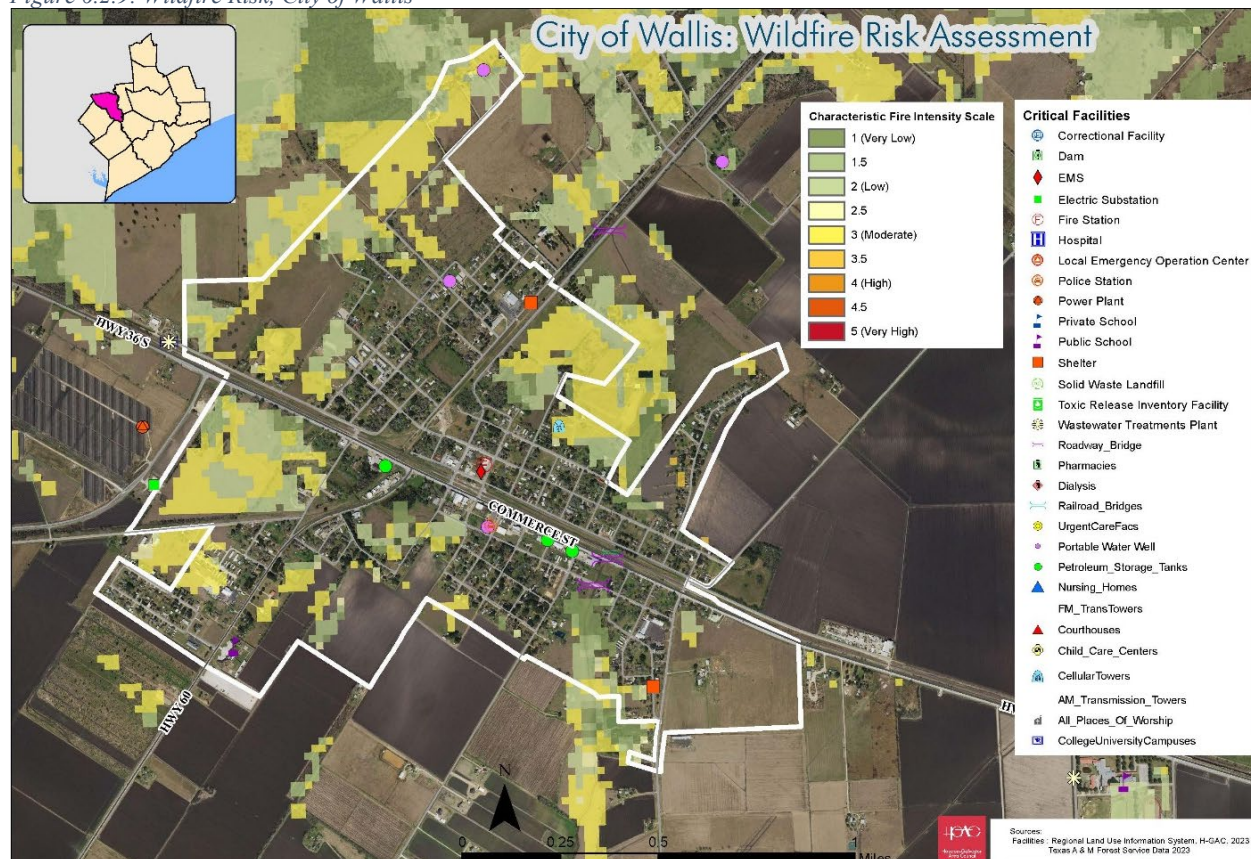 Figure 6.2.9: Wildfire Risk, City of Wallis
City of Wallis: Wildfire Risk Assessment
Characteristic Fire Intensity Scale
1 (Very Low)
1.5
2 (Low)
2.5
3 (Moderate)
3.5
4 (High)
4.5
5 (Very High)
Critical Facilities
Correctional Facility
Dam
EMS
Electric Substation
Fire Station
Hospital
Local Emergency Operation Center
Police Station
Power Plant
Private School
Public School
Shelter
Solid Waste Landfill
Toxic Release Inventory Facility
Wastewater Treatments Plant
Roadway_Bridge
Pharmacies
Dialysis
Railroad_Bridges
UrgentCareFacs
Portable Water Well
Petroleum_Storage_Tanks
Nursing_Homes
FM_TransTowers
Courthouses
Child_Care_Centers
CellularTowers
AM_Transmission_Towers
All_Places_Of_Worship
CollegeUniversityCampuses
HWY 36 S
COMMERCE ST
HWY 60
N
0 0.25 0.5 1
Miles
Sources:
Facilities : Regional Land Use Information System, H-GAC, 2023
Texas A & M Forest Service Data 2023